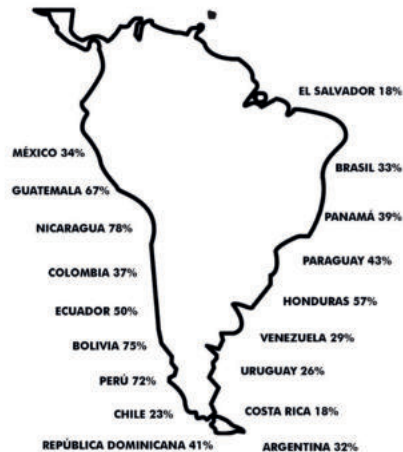 EL SALVADOR 18%
MÉXICO 34%
BRASIL 33%
GUATEMALA 67%
PANAMÁ 39%
NICARAGUA 78%
PARAGUAY 43%
COLOMBIA 37%
HONDURAS 57%
ECUADOR 50%
VENEZUELA 29%
BOLIVIA 75%
URUGUAY 26%
PERÚ 72%
COSTA RICA 18%
CHILE 23%
REPÚBLICA DOMINICANA 41%
ARGENTINA 32%